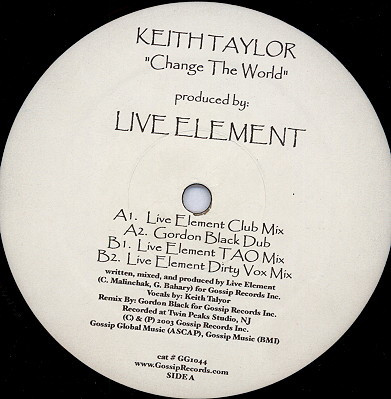 KEITH TAYLOR
"Change The World"
produced by:
LIVE ELEMENT
A1. Live Element Club Mix
A2. Gordon Black Dub
B1. Live Element TAO Mix
B2. Live Element Dirty Vox Mix
written, mixed, and produced by Live Element
(C. Malinchak, G. Bahary) for Gossip Records Inc.
Vocals by: Keith Talyor
Remix By: Gordon Black for Gossip Records Inc.
Recorded at Twin Peaks Studio, NJ
(C) & (P) 2003 Gossip Records Inc.
Gossip Global Music (ASCAP), Gossip Music (BMI)
cat # GG1044
www.GossipRecords.com
SIDE A